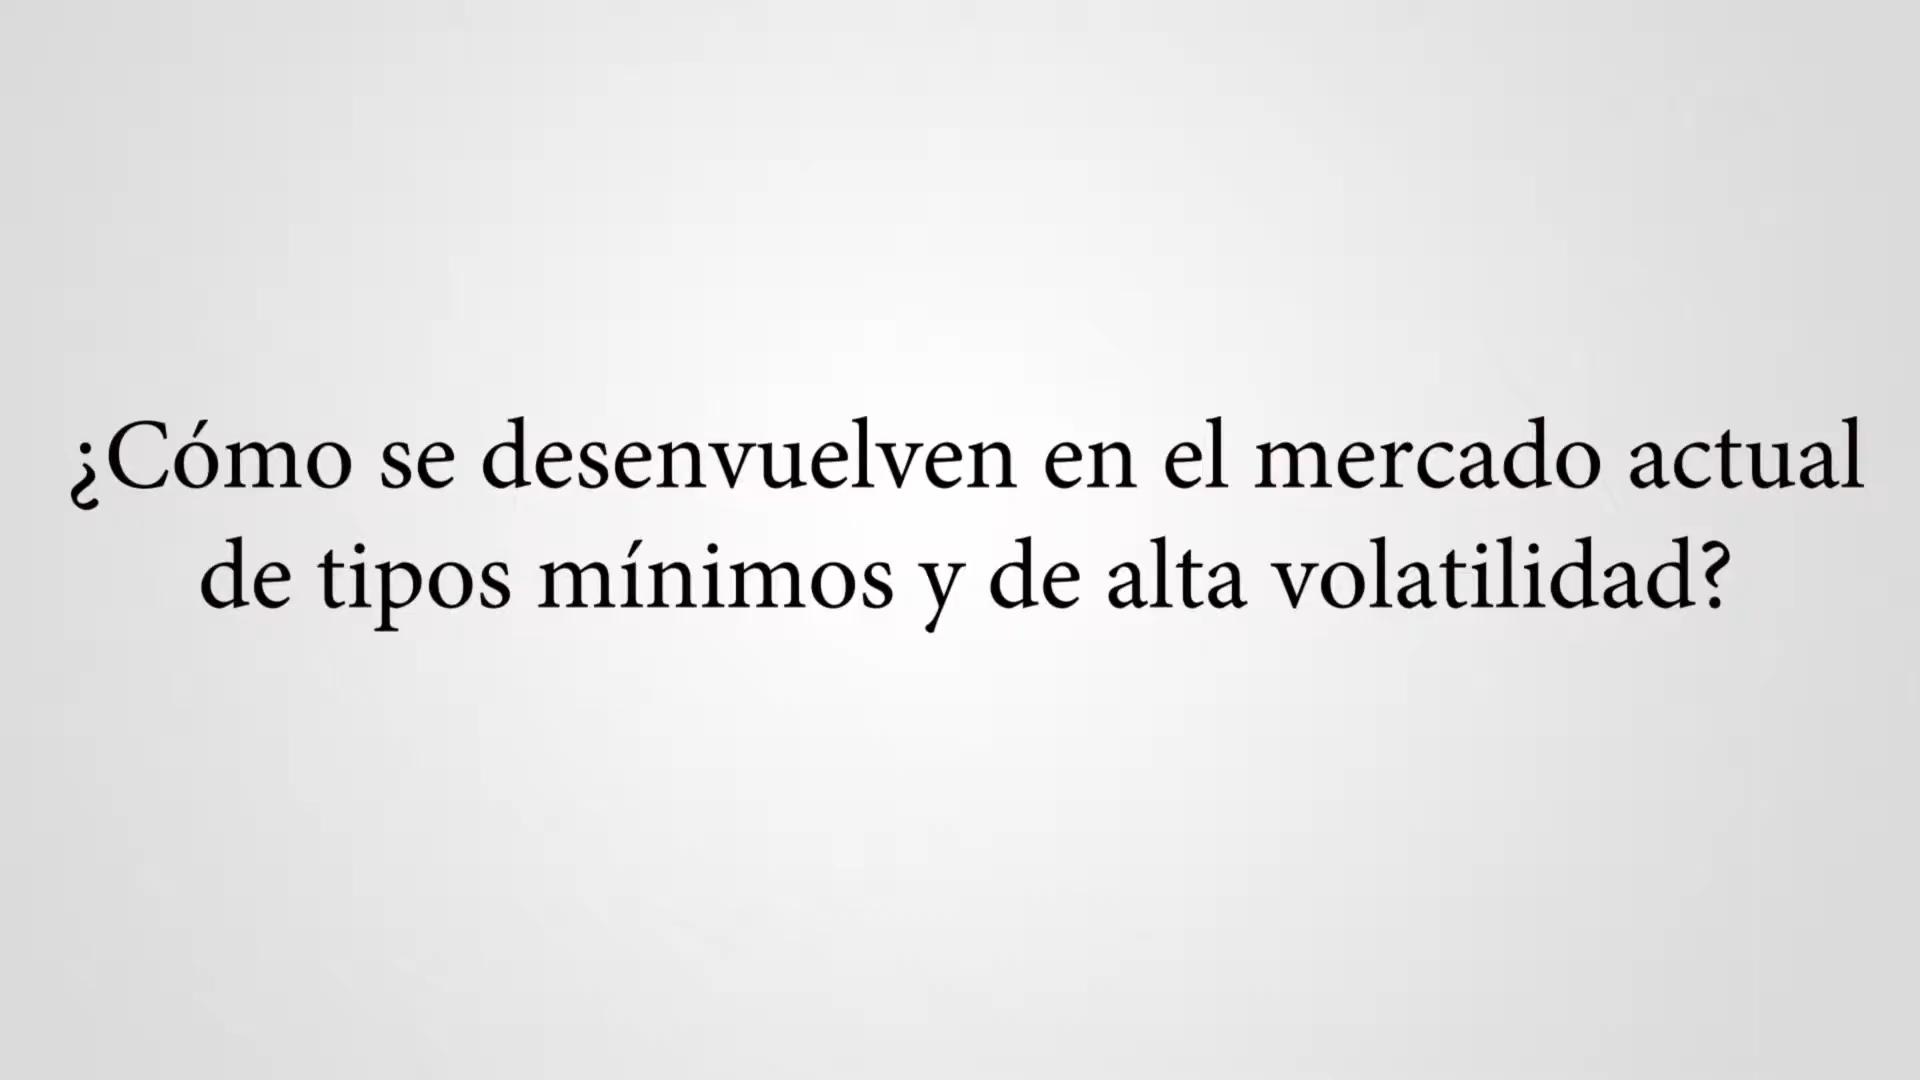 ¿Cómo se desenvuelven en el mercado actual
de tipos mínimos y de alta volatilidad?